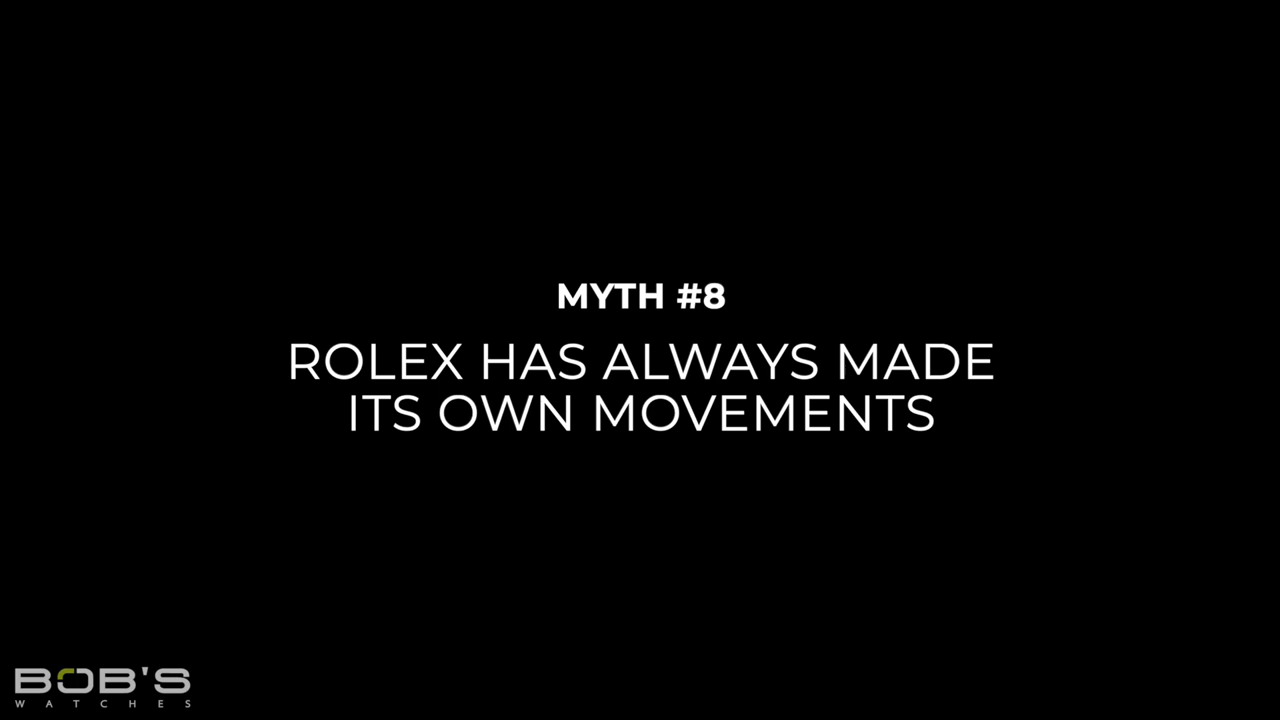 MYTH #8
ROLEX HAS ALWAYS MADE
ITS OWN MOVEMENTS
BOB'S
WATCHES